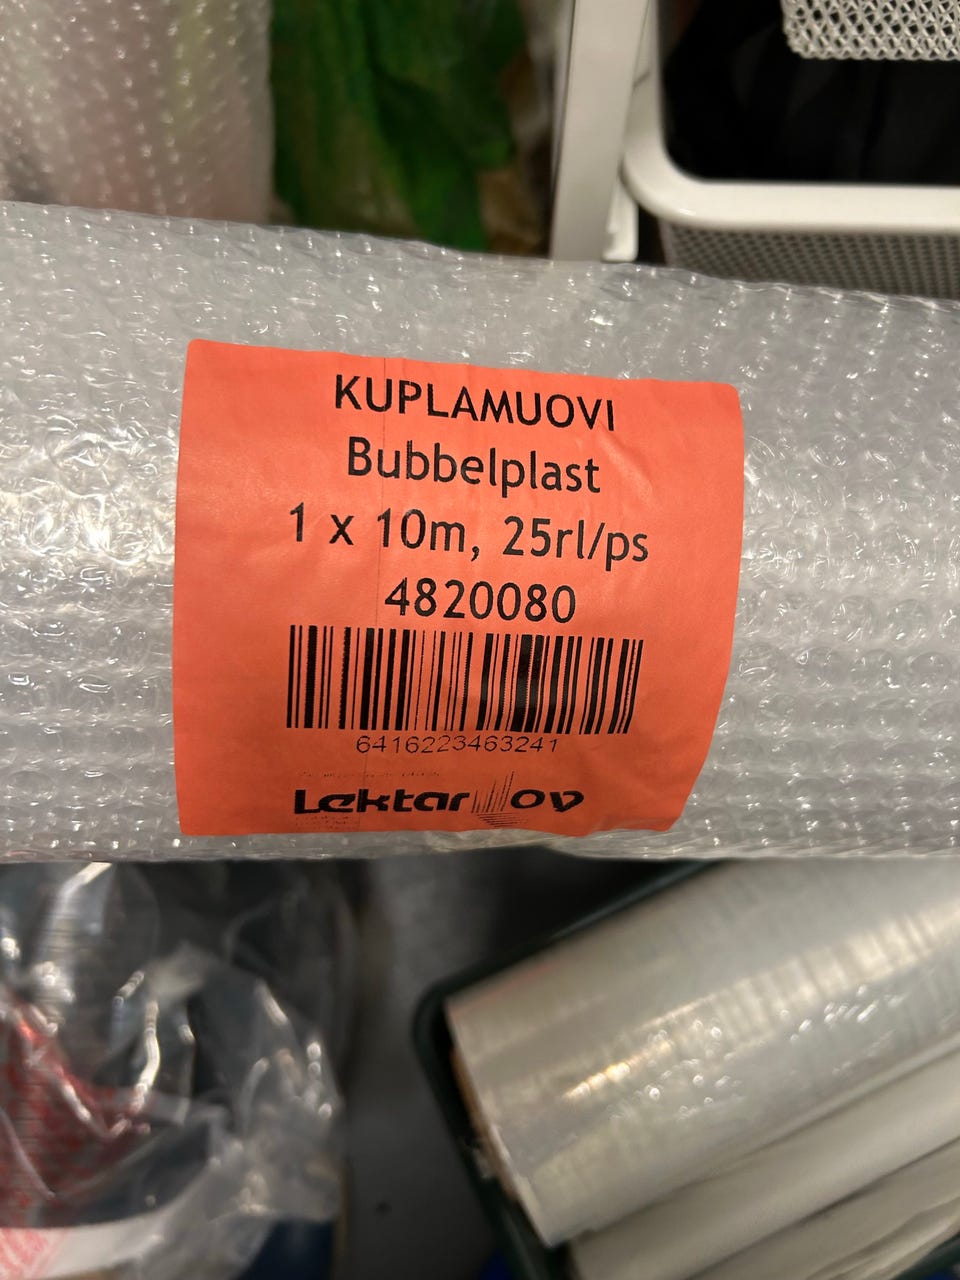 KUPLAMUOVI
Bubbelplast
1 x 10m, 25rl/ps
4820080
6416223463241
Lektar oy